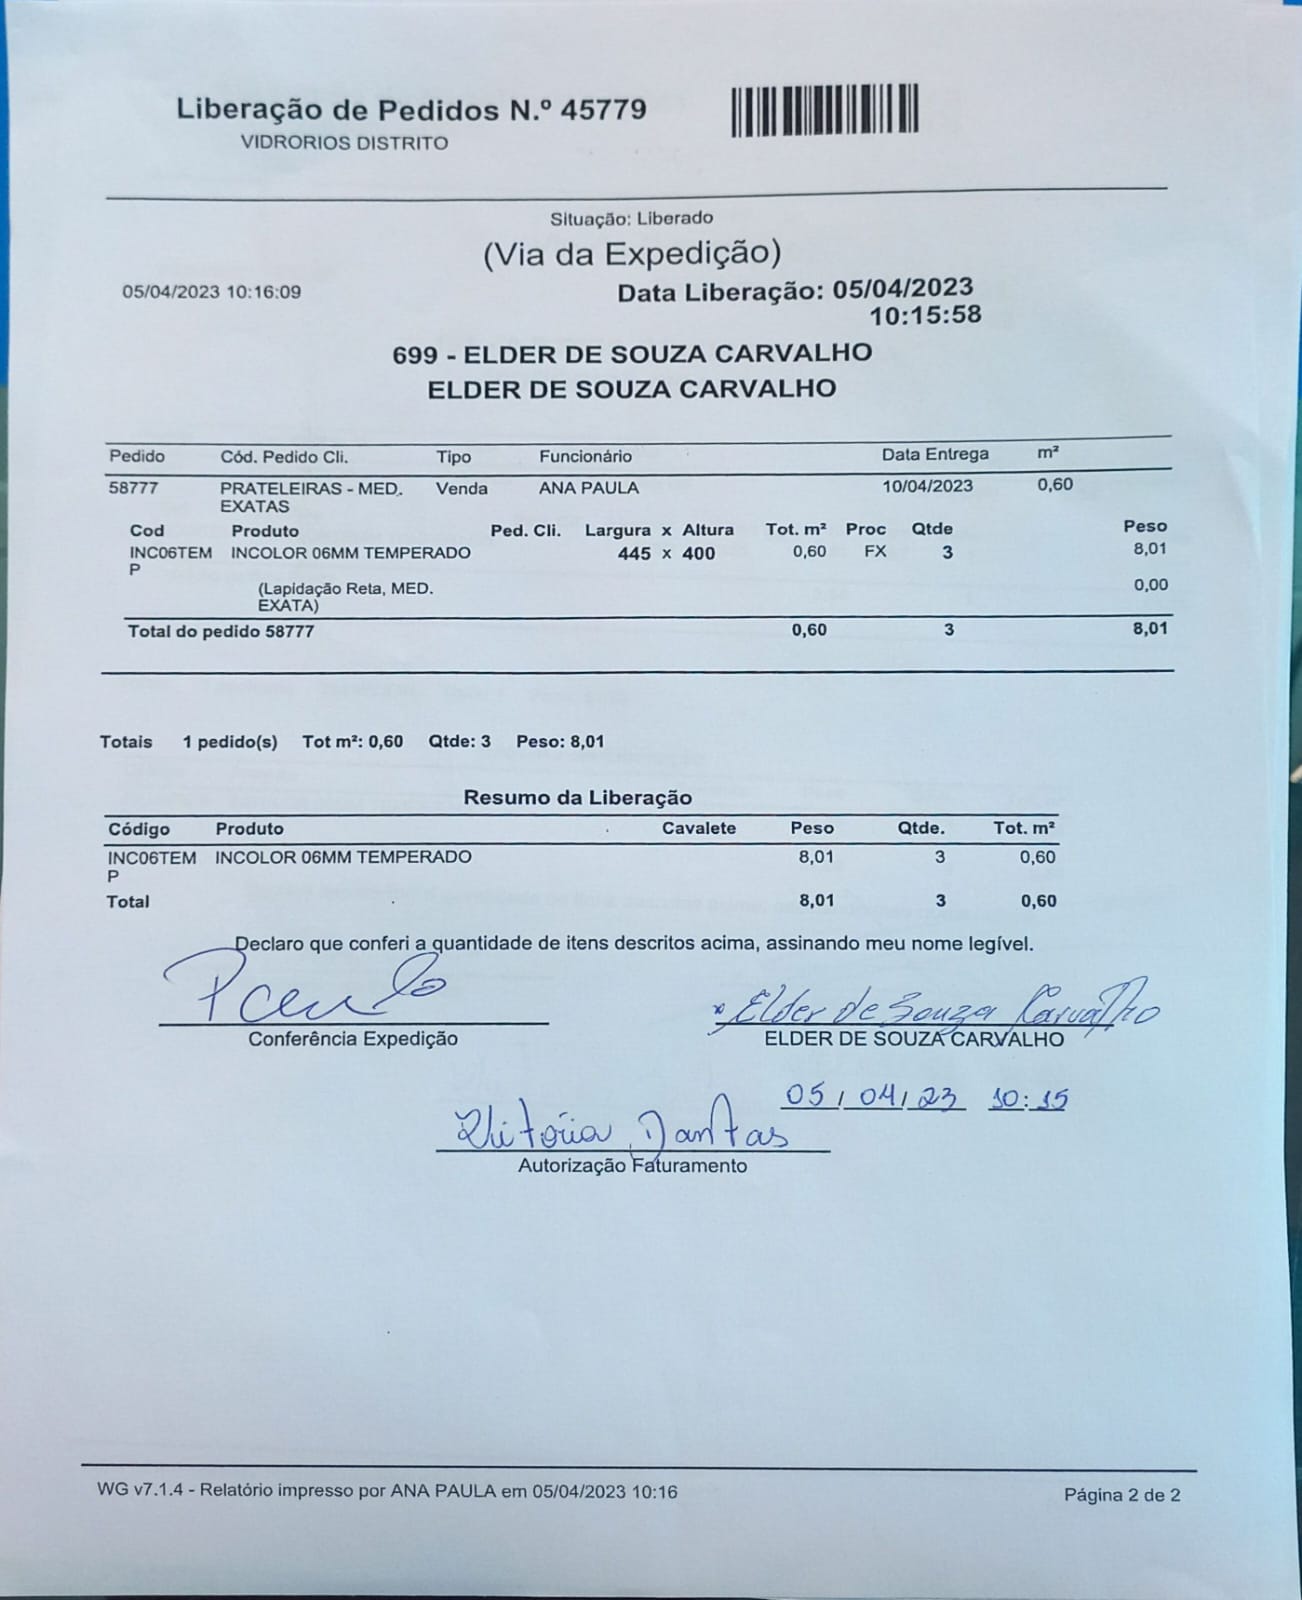 Liberação de Pedidos N.º 45779
VIDRORIOS DISTRITO
Situação: Liberado
(Via da Expedição)
05/04/2023 10:16:09
Data Liberação: 05/04/2023
10:15:58
699 - ELDER DE SOUZA CARVALHO
ELDER DE SOUZA CARVALHO
Pedido Cód. Pedido Cli. Tipo Funcionário Data Entrega m²
58777 PRATELEIRAS - MED. Venda ANA PAULA 10/04/2023 0,60
EXATAS
Cod Produto Ped. Cli. Largura x Altura Tot. m² Proc Qtde Peso
INC06TEM INCOLOR 06MM TEMPERADO 445 x 400 0,60 FX 3 8,01
P
(Lapidação Reta, MED. 0,00
EXATA)
Total do pedido 58777 0,60 3 8,01
Totais 1 pedido(s) Tot m²: 0,60 Qtde: 3 Peso: 8,01
Resumo da Liberação
Código Produto Cavalete Peso Qtde. Tot. m²
INC06TEM INCOLOR 06MM TEMPERADO 8,01 3 0,60
P
Total 8,01 3 0,60
Declaro que conferi a quantidade de itens descritos acima, assinando meu nome legível.
Elder de Souza Carvalho
Conferência Expedição ELDER DE SOUZA CARVALHO
05/04/23 10:15
Vitória Dantas
Autorização Faturamento
WG v7.1.4 - Relatório impresso por ANA PAULA em 05/04/2023 10:16 Página 2 de 2